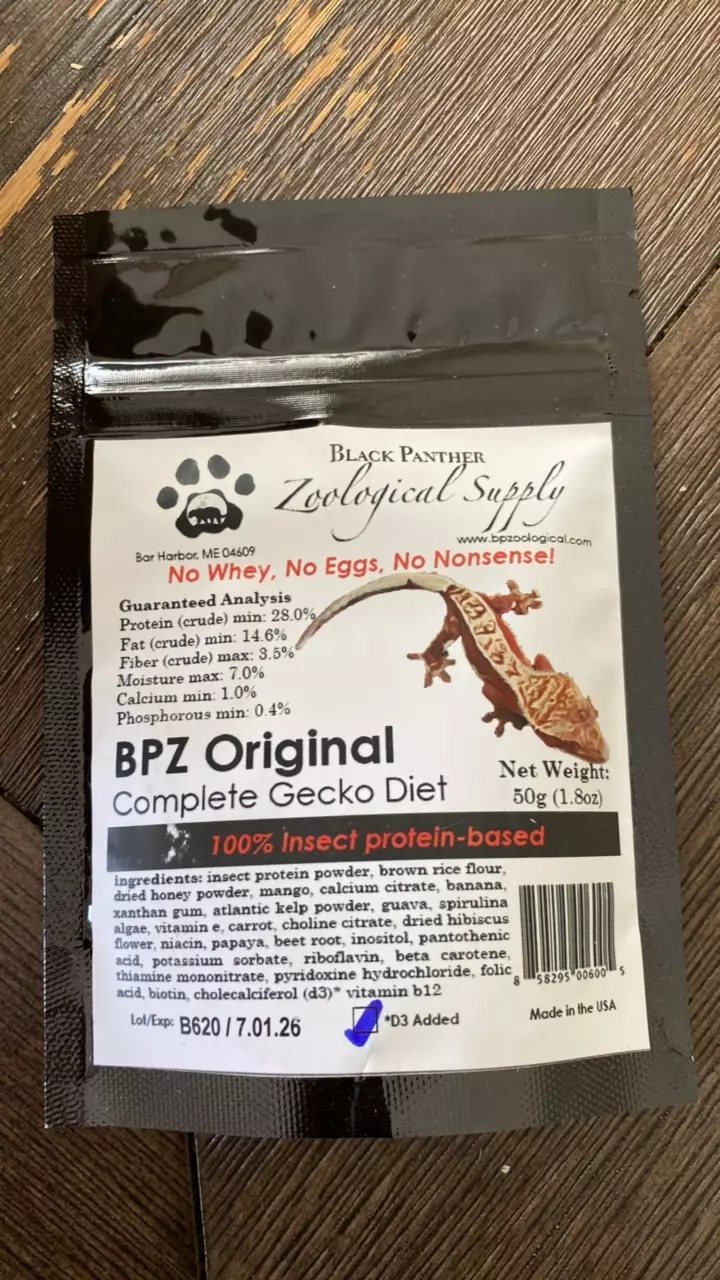 BLACK PANTHER
Zoological Supply
www.bpzoological.com
Bar Harbor, ME 04609
No Whey, No Eggs, No Nonsense!
Guaranteed Analysis
Protein (crude) min: 28.0%
Fat (crude) min: 14.6%
Fiber (crude) max: 3.5%
Moisture max: 7.0%
Calcium min: 1.0%
Phosphorous min: 0.4%
BPZ Original
Complete Gecko Diet
Net Weight:
50g (1.8oz)
100% Insect protein-based
ingredients: insect protein powder, brown rice flour,
dried honey powder, mango, calcium citrate, banana,
xanthan gum, atlantic kelp powder, guava, spirulina
algae, vitamin e, carrot, choline citrate, dried hibiscus
flower, niacin, papaya, beet root, inositol, pantothenic
acid, potassium sorbate, riboflavin, beta carotene,
thiamine mononitrate, pyridoxine hydrochloride, folic
acid, biotin, cholecalciferol (d3)* vitamin b12
8 58295 00600 5
Lot/Exp: B620 / 7.01.26
*D3 Added
Made in the USA